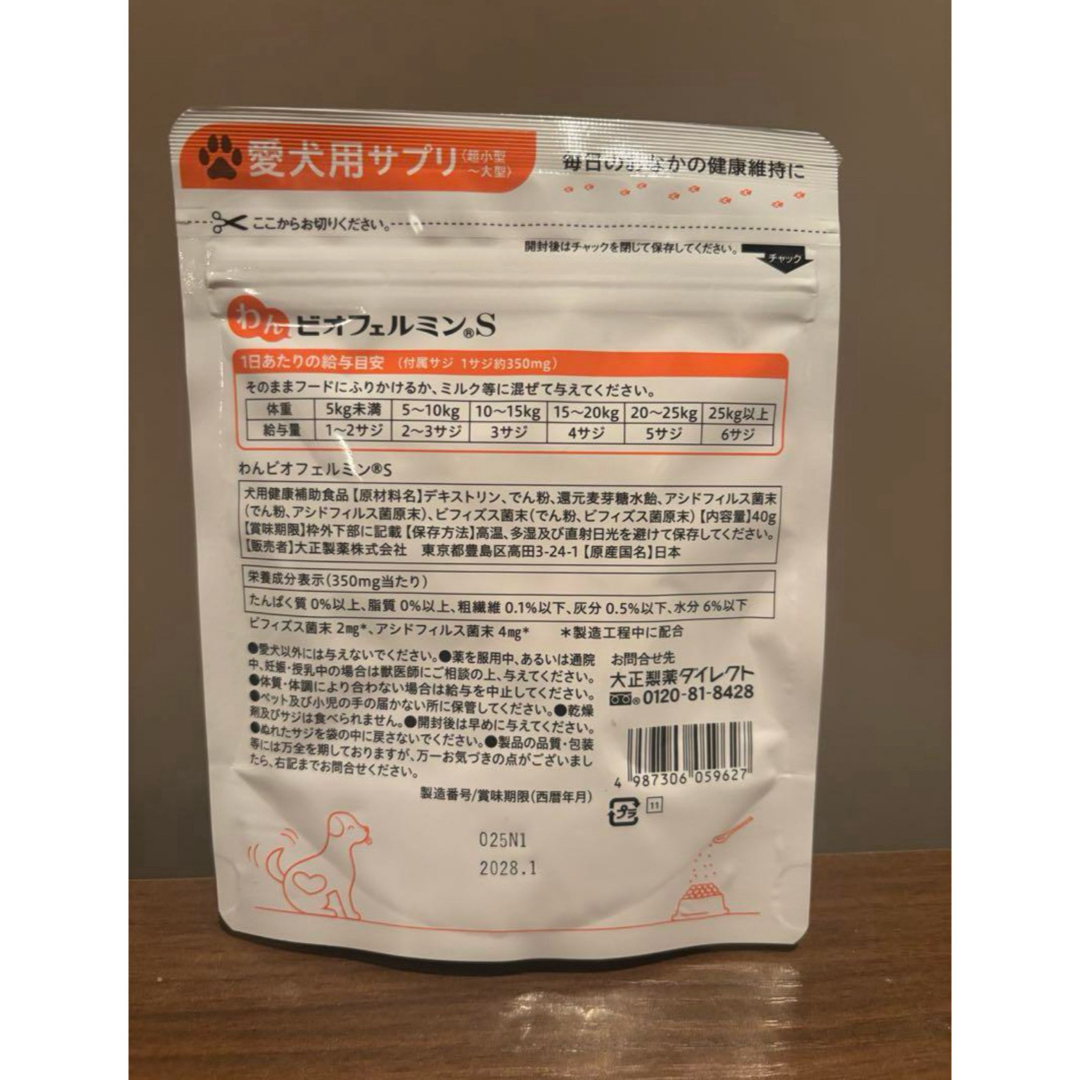 愛犬用サプリ〈超小型〜大型〉
毎日のおなかの健康維持に
ここからお切りください。
開封後はチャックを閉じて保存してください。
チャック
わんビオフェルミン®S
1日あたりの給与目安 (付属サジ 1サジ約350mg)
そのままフードにふりかけるか、ミルク等に混ぜて与えてください。
体重 5kg未満 5〜10kg 10〜15kg 15〜20kg 20〜25kg 25kg以上
給与量 1〜2サジ 2〜3サジ 3サジ 4サジ 5サジ 6サジ
わんビオフェルミン®S
犬用健康補助食品【原材料名】デキストリン、でん粉、還元麦芽糖水飴、アシドフィルス菌末
(でん粉、アシドフィルス菌原末)、ビフィズス菌末(でん粉、ビフィズス菌原末)【内容量】40g
【賞味期限】枠外下部に記載【保存方法】高温、多湿及び直射日光を避けて保存してください。
【販売者】大正製薬株式会社 東京都豊島区高田3-24-1【原産国名】日本
栄養成分表示(350mg当たり)
たんぱく質 0%以上、脂質 0%以上、粗繊維 0.1%以下、灰分 0.5%以下、水分 6%以下
ビフィズス菌末 2mg*、アシドフィルス菌末 4mg* *製造工程中に配合
●愛犬以外には与えないでください。●薬を服用中、あるいは通院
中、妊娠・授乳中の場合は獣医師にご相談の上、与えてください。
●体質・体調により合わない場合は給与を中止してください。
●ペット及び小児の手の届かない所に保管してください。●乾燥
剤及びサジは食べられません。●開封後は早めに与えてください。
●ぬれたサジを袋の中に戻さないでください。●製品の品質・包装
等には万全を期しておりますが、万一お気づきの点がございまし
たら、右記までお問合せください。
お問合せ先
大正製薬ダイレクト
0120-81-8428
4 987306 059627
プラ
11
製造番号/賞味期限(西暦年月)
025N1
2028.1